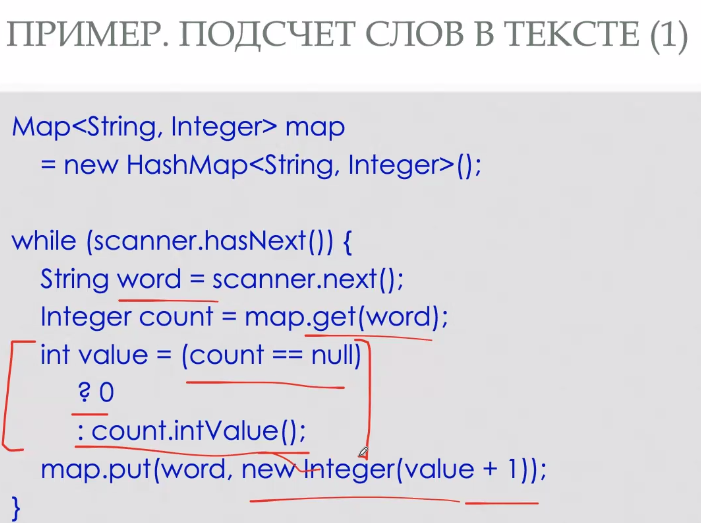 ПРИМЕР. ПОДСЧЕТ СЛОВ В ТЕКСТЕ (1)
Map<String, Integer> map
= new HashMap<String, Integer>();
while (scanner.hasNext()) {
String word = scanner.next();
Integer count = map.get(word);
int value = (count == null)
? 0
: count.intValue();
map.put(word, new Integer(value + 1));
}